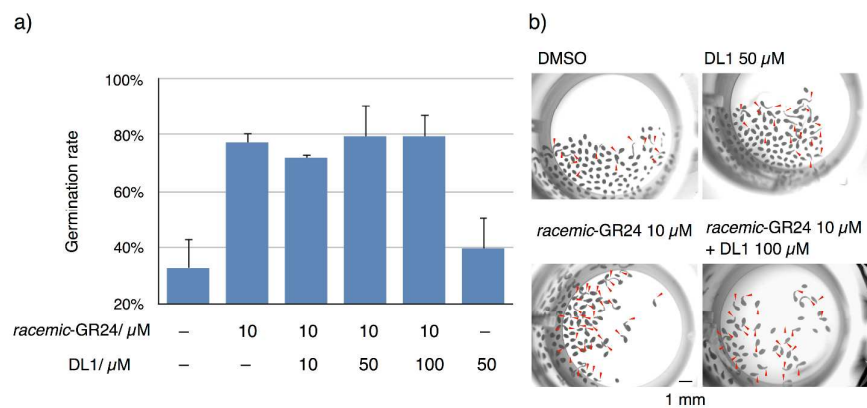 a)
100%
80%
60%
40%
20%
Germination rate
racemic-GR24/ µM – 10 10 10 10 –
DL1/ µM – – 10 50 100 50
b)
DMSO
DL1 50 µM
racemic-GR24 10 µM
racemic-GR24 10 µM
+ DL1 100 µM
1 mm